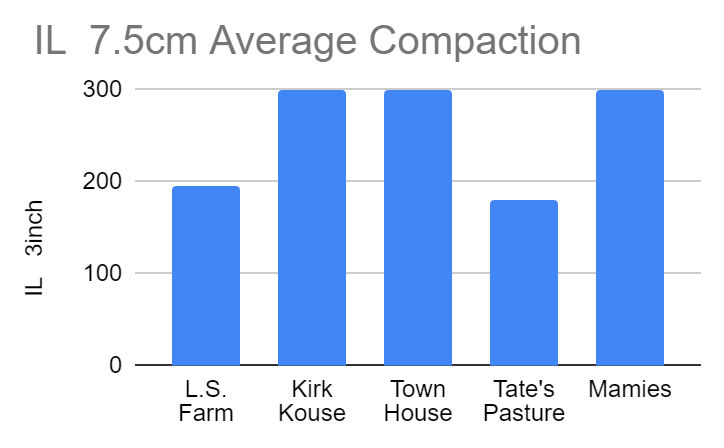 IL  7.5cm Average Compaction
300
200
100
0
IL   3inch
L.S.
Farm
Kirk
Kouse
Town
House
Tate's
Pasture
Mamies